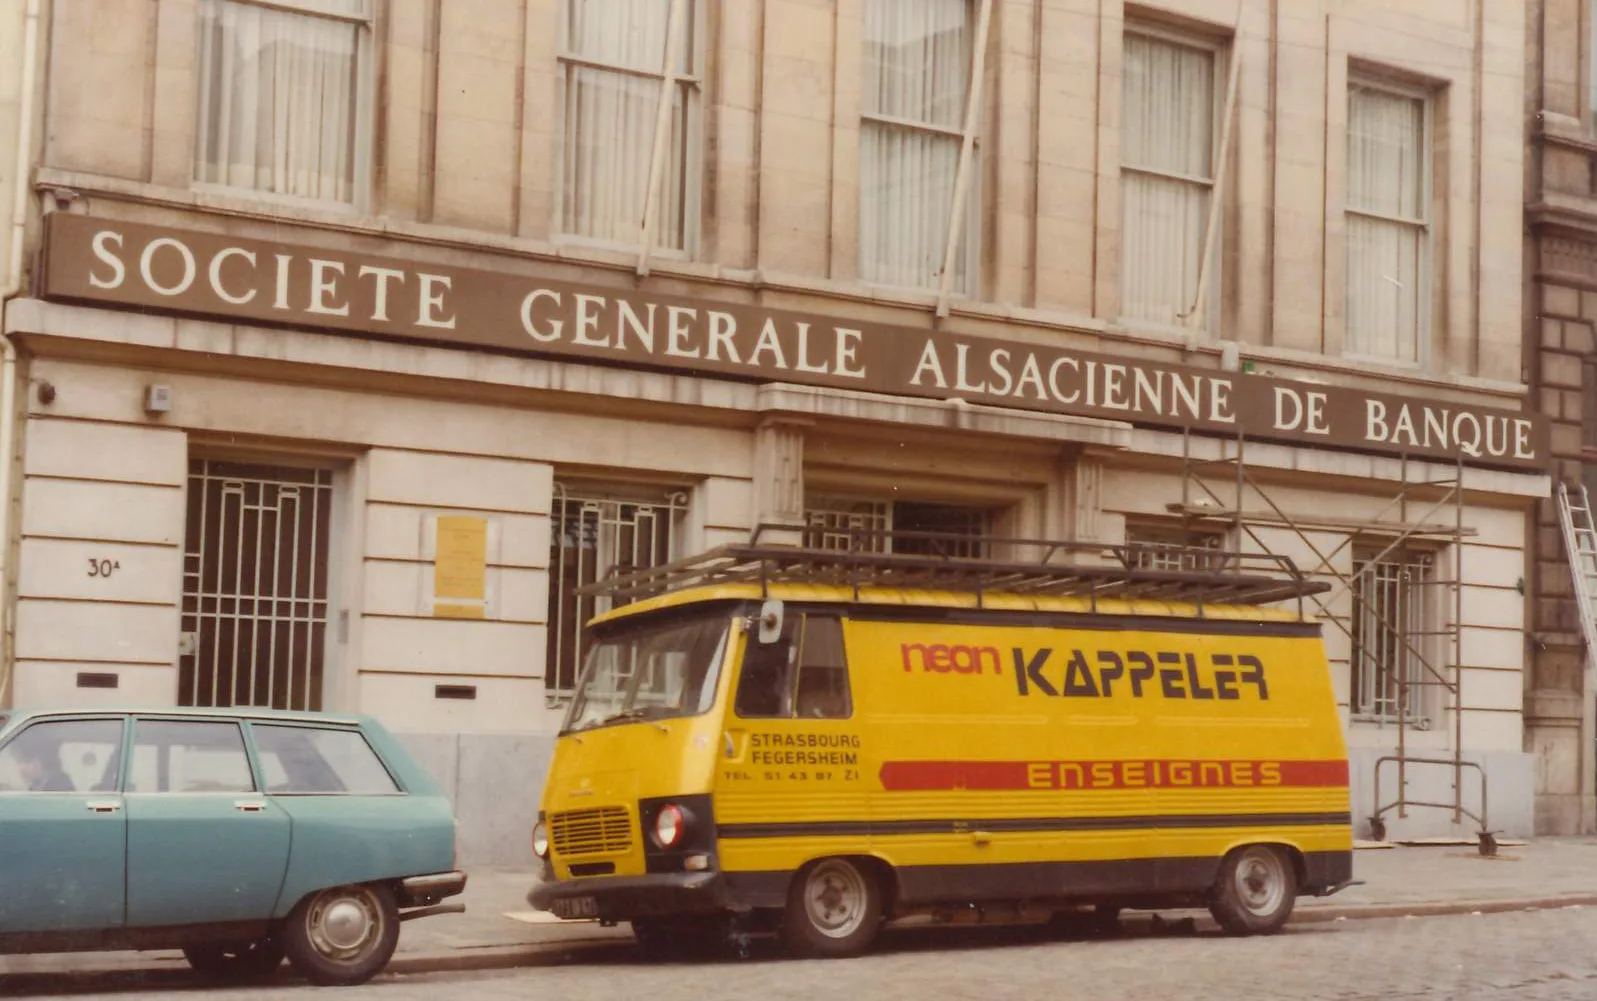 SOCIETE GENERALE ALSACIENNE DE BANQUE
30A
neon KAPPELER
STRASBOURG
FEGERSHEIM
TEL. 51 43 87 ZI
ENSEIGNES